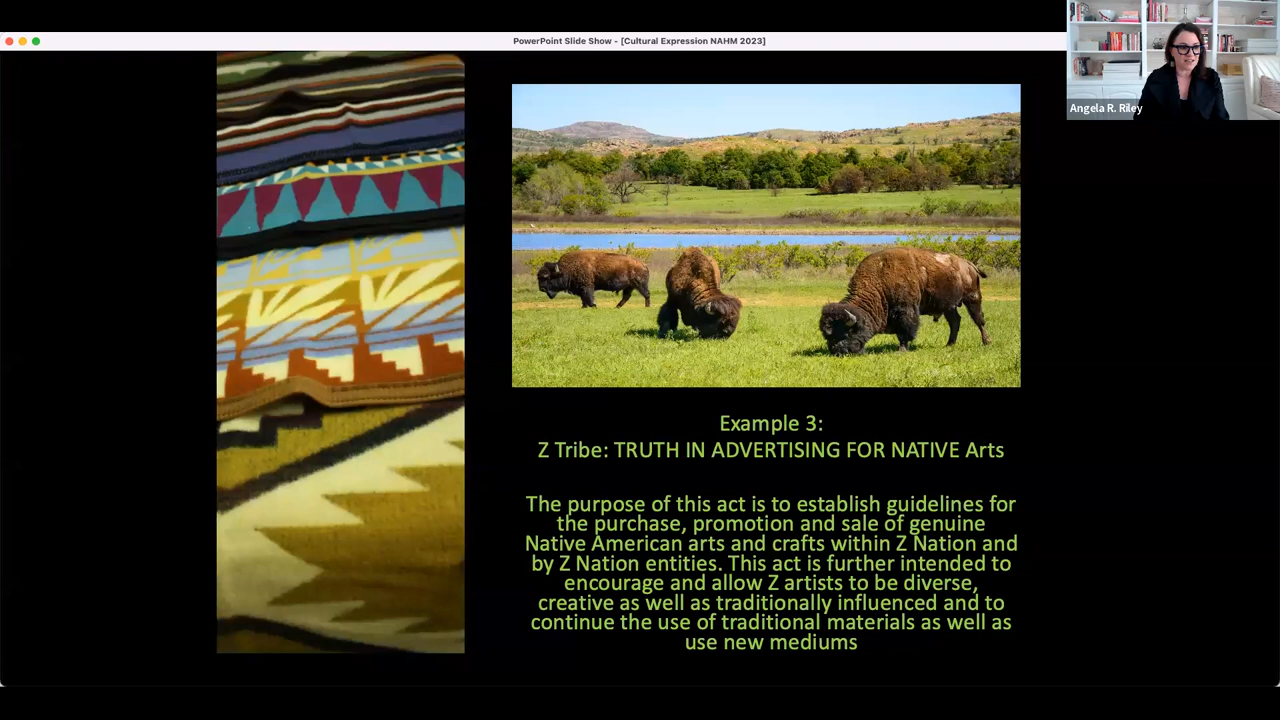 PowerPoint Slide Show - [Cultural Expression NAHM 2023]
Angela R. Riley
Example 3:
Z Tribe: TRUTH IN ADVERTISING FOR NATIVE Arts
The purpose of this act is to establish guidelines for
the purchase, promotion and sale of genuine
Native American arts and crafts within Z Nation and
by Z Nation entities. This act is further intended to
encourage and allow Z artists to be diverse,
creative as well as traditionally influenced and to
continue the use of traditional materials as well as
use new mediums